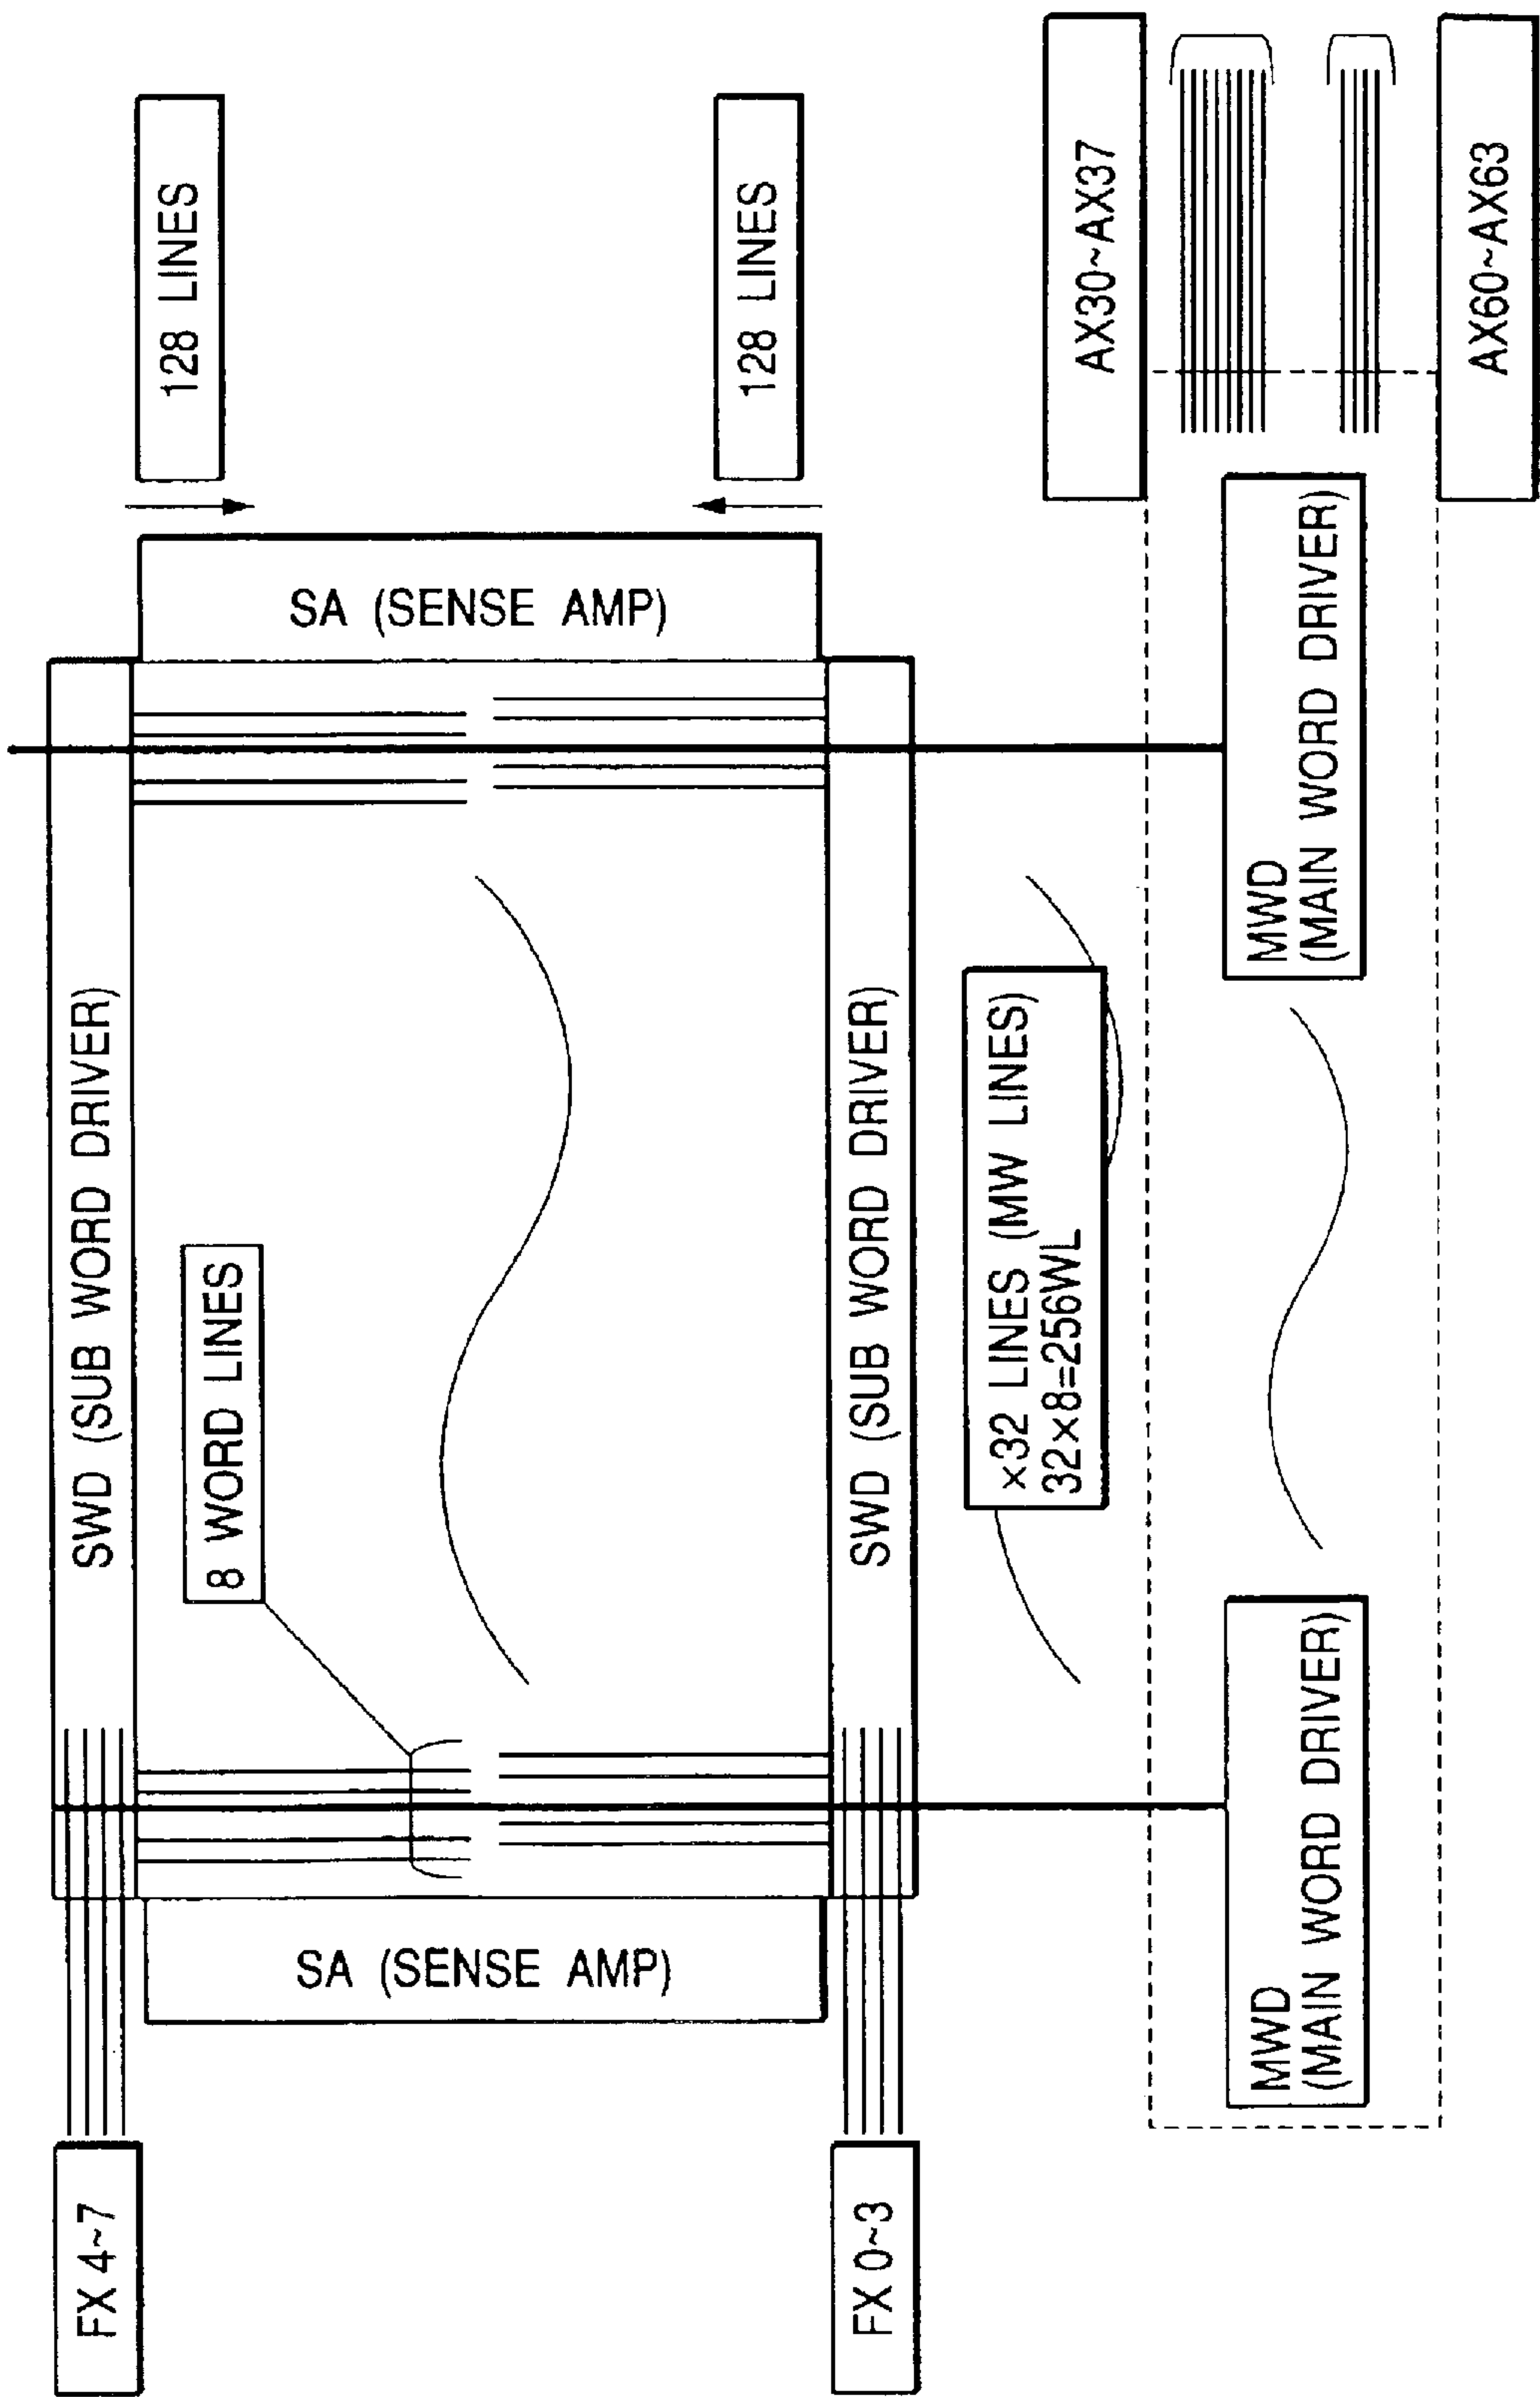 FX 4~7
SWD (SUB WORD DRIVER)
128 LINES
8 WORD LINES
SA (SENSE AMP)
SA (SENSE AMP)
128 LINES
FX 0~3
SWD (SUB WORD DRIVER)
×32 LINES (MW LINES)
32×8=256WL
AX30~AX37
MWD
(MAIN WORD DRIVER)
MWD
(MAIN WORD DRIVER)
AX60~AX63